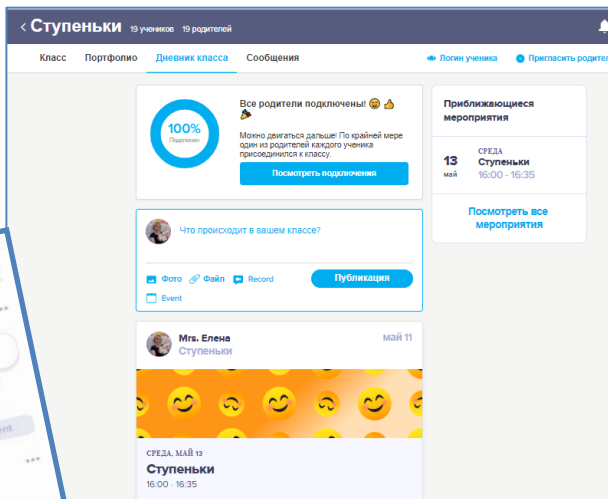 < Ступеньки 19 учеников 19 родителей
Класс Портфолио Дневник класса Сообщения Логин ученика Пригласить родител
100%
Подключен
Все родители подключены!
Можно двигаться дальше! По крайней мере
один из родителей каждого ученика
присоединился к классу.
Посмотреть подключения
Приближающиеся
мероприятия
13
май
СРЕДА
Ступеньки
16:00 - 16:35
Посмотреть все
мероприятия
Что происходит в вашем классе?
Фото Файл Record
Event
Публикация
Mrs. Елена
Ступеньки
май 11
СРЕДА, МАЙ 13
Ступеньки
16:00 - 16:35